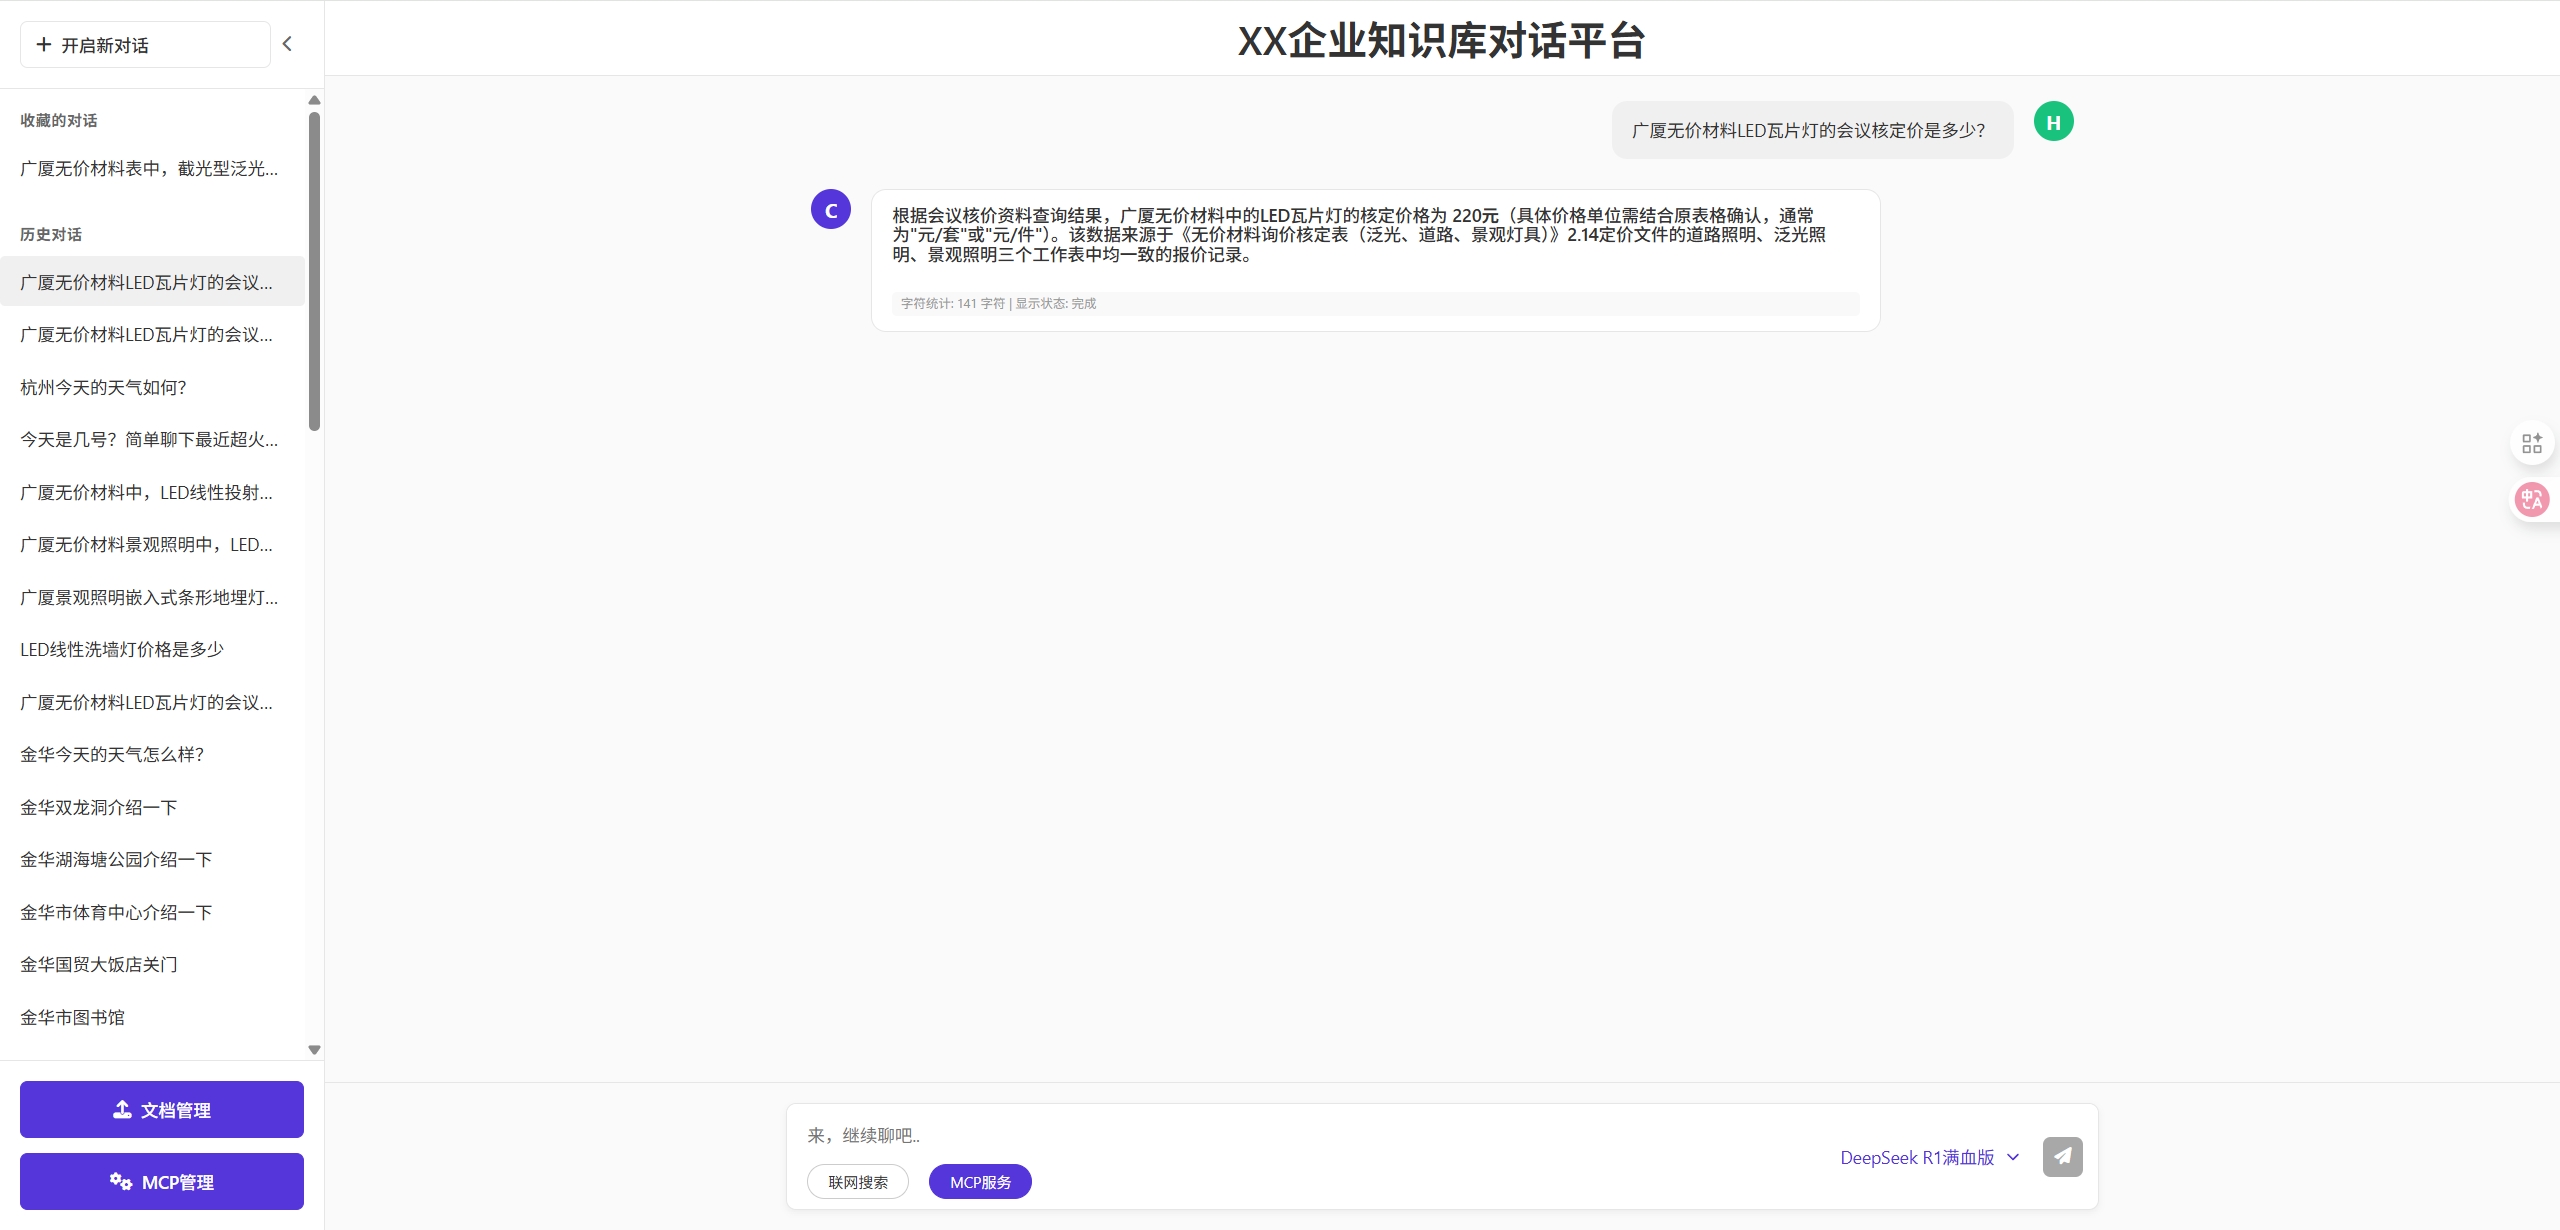 开启新对话
XX企业知识库对话平台
收藏的对话
广厦无价材料表中，截光型泛光...
历史对话
广厦无价材料LED瓦片灯的会议...
广厦无价材料LED瓦片灯的会议...
杭州今天的天气如何？
今天是几号？简单聊下最近超火...
广厦无价材料中，LED线性投射...
广厦无价材料景观照明中，LED...
广厦景观照明嵌入式条形地埋灯...
LED线性洗墙灯价格是多少
广厦无价材料LED瓦片灯的会议...
金华今天的天气怎么样？
金华双龙洞介绍一下
金华湖海塘公园介绍一下
金华市体育中心介绍一下
金华国贸大饭店关门
金华市图书馆
文档管理
MCP管理
广厦无价材料LED瓦片灯的会议核定价是多少？
H
C
根据会议核价资料查询结果，广厦无价材料中的LED瓦片灯的核定价格为 220元（具体价格单位需结合原表格确认，通常
为"元/套"或"元/件"）。该数据来源于《无价材料询价核定表（泛光、道路、景观灯具）》2.14定价文件的道路照明、泛光照
明、景观照明三个工作表中均一致的报价记录。
字符统计: 141 字符 | 显示状态: 完成
中A
来，继续聊吧..
联网搜索
MCP服务
DeepSeek R1满血版